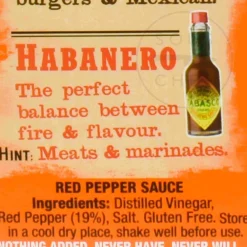 burgers & Mexican.
HABANERO
The perfect
balance between
fire & flavour.
HINT: Meats & marinades.
RED PEPPER SAUCE
Ingredients: Distilled Vinegar,
Red Pepper (19%), Salt. Gluten Free. Store
in a cool dry place, shake well before use.
NOTHING ADDED. NEVER HAVE. NEVER WILL.